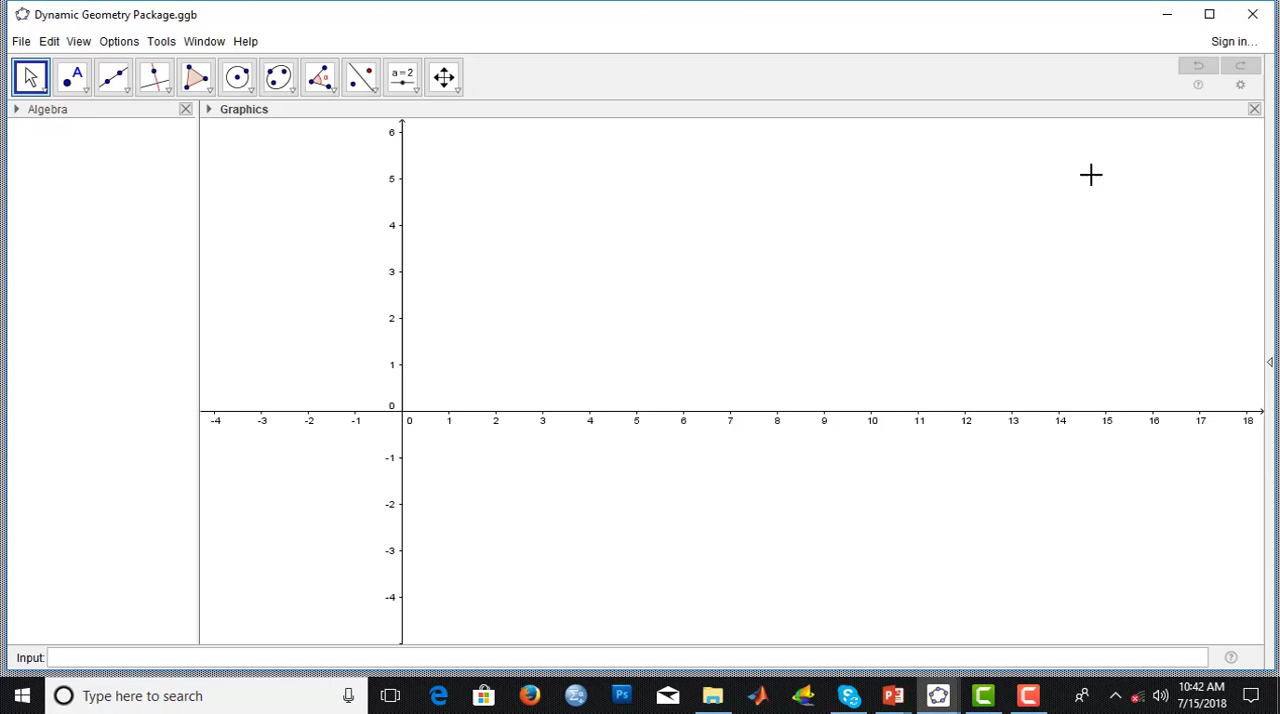 Dynamic Geometry Package.ggb
File Edit View Options Tools Window Help Sign in...
A α a = 2
Algebra Graphics
6
5
4
3
2
1
0
-4 -3 -2 -1 0 1 2 3 4 5 6 7 8 9 10 11 12 13 14 15 16 17 18
-1
-2
-3
-4
Input:
Type here to search
10:42 AM
7/15/2018